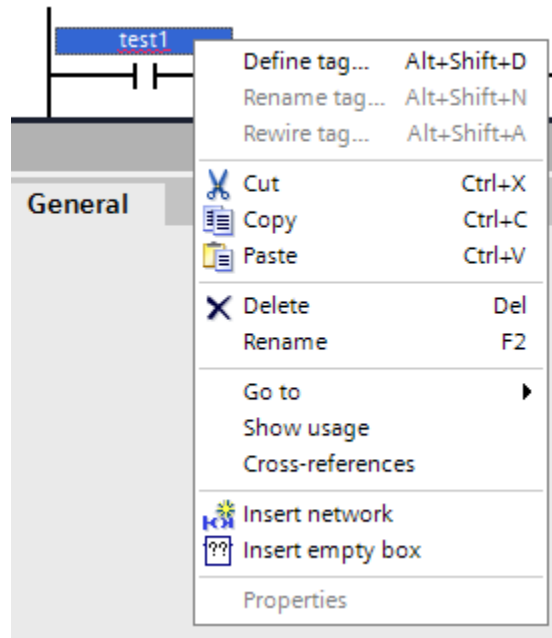 test1
Define tag... Alt+Shift+D
Rename tag... Alt+Shift+N
Rewire tag... Alt+Shift+A
General
Cut Ctrl+X
Copy Ctrl+C
Paste Ctrl+V
Delete Del
Rename F2
Go to
Show usage
Cross-references
Insert network
??
Insert empty box
Properties